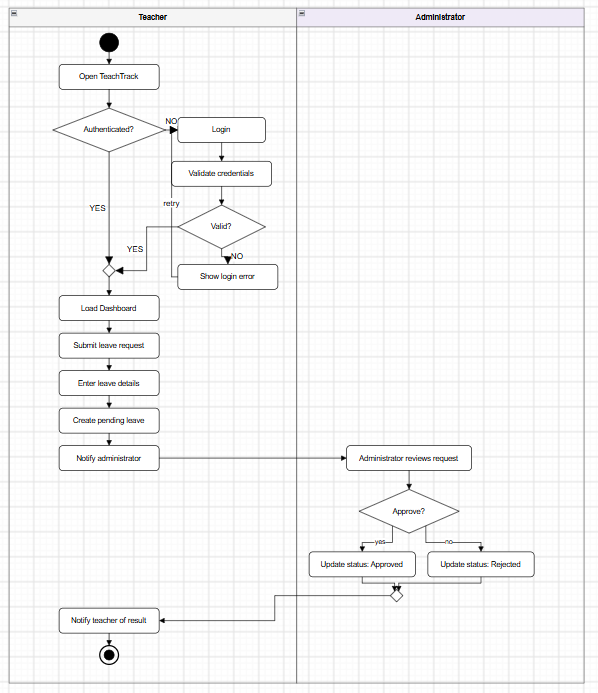 Teacher
Administrator
Open TeachTrack
Authenticated?
NO
Login
Validate credentials
retry
YES
Valid?
YES
NO
Show login error
Load Dashboard
Submit leave request
Enter leave details
Create pending leave
Notify administrator
Administrator reviews request
Approve?
yes
no
Update status: Approved
Update status: Rejected
Notify teacher of result